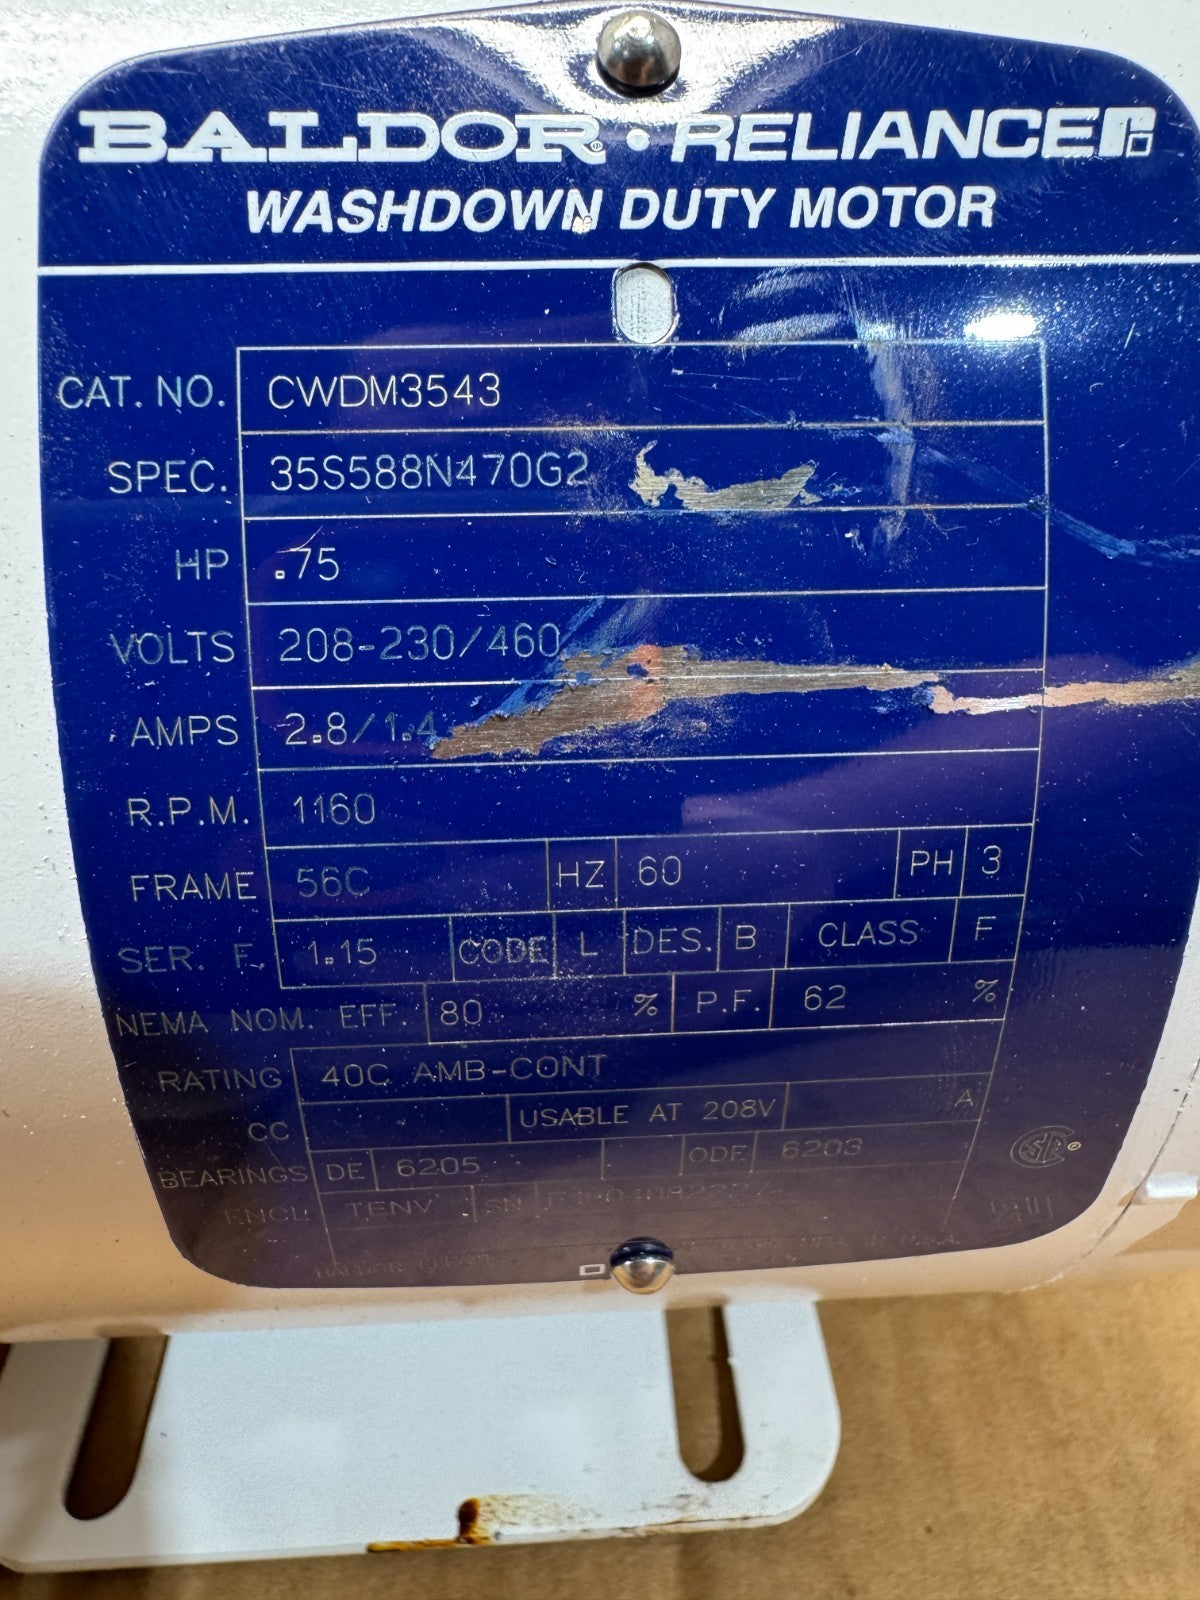 BALDOR • RELIANCE
WASHDOWN DUTY MOTOR
CAT. NO. CWDM3543
SPEC. 35S588N470G2
HP .75
VOLTS 208-230/460
AMPS 2.8/1.4
R.P.M. 1160
FRAME 56C HZ 60 PH 3
SER. F. 1.15 CODE L DES. B CLASS F
NEMA NOM. EFF. 80 % P.F. 62 %
RATING 40C AMB-CONT
CC USABLE AT 208V A
BEARINGS DE 6205 ODE 6203
ENCL TENV SN
BALDOR